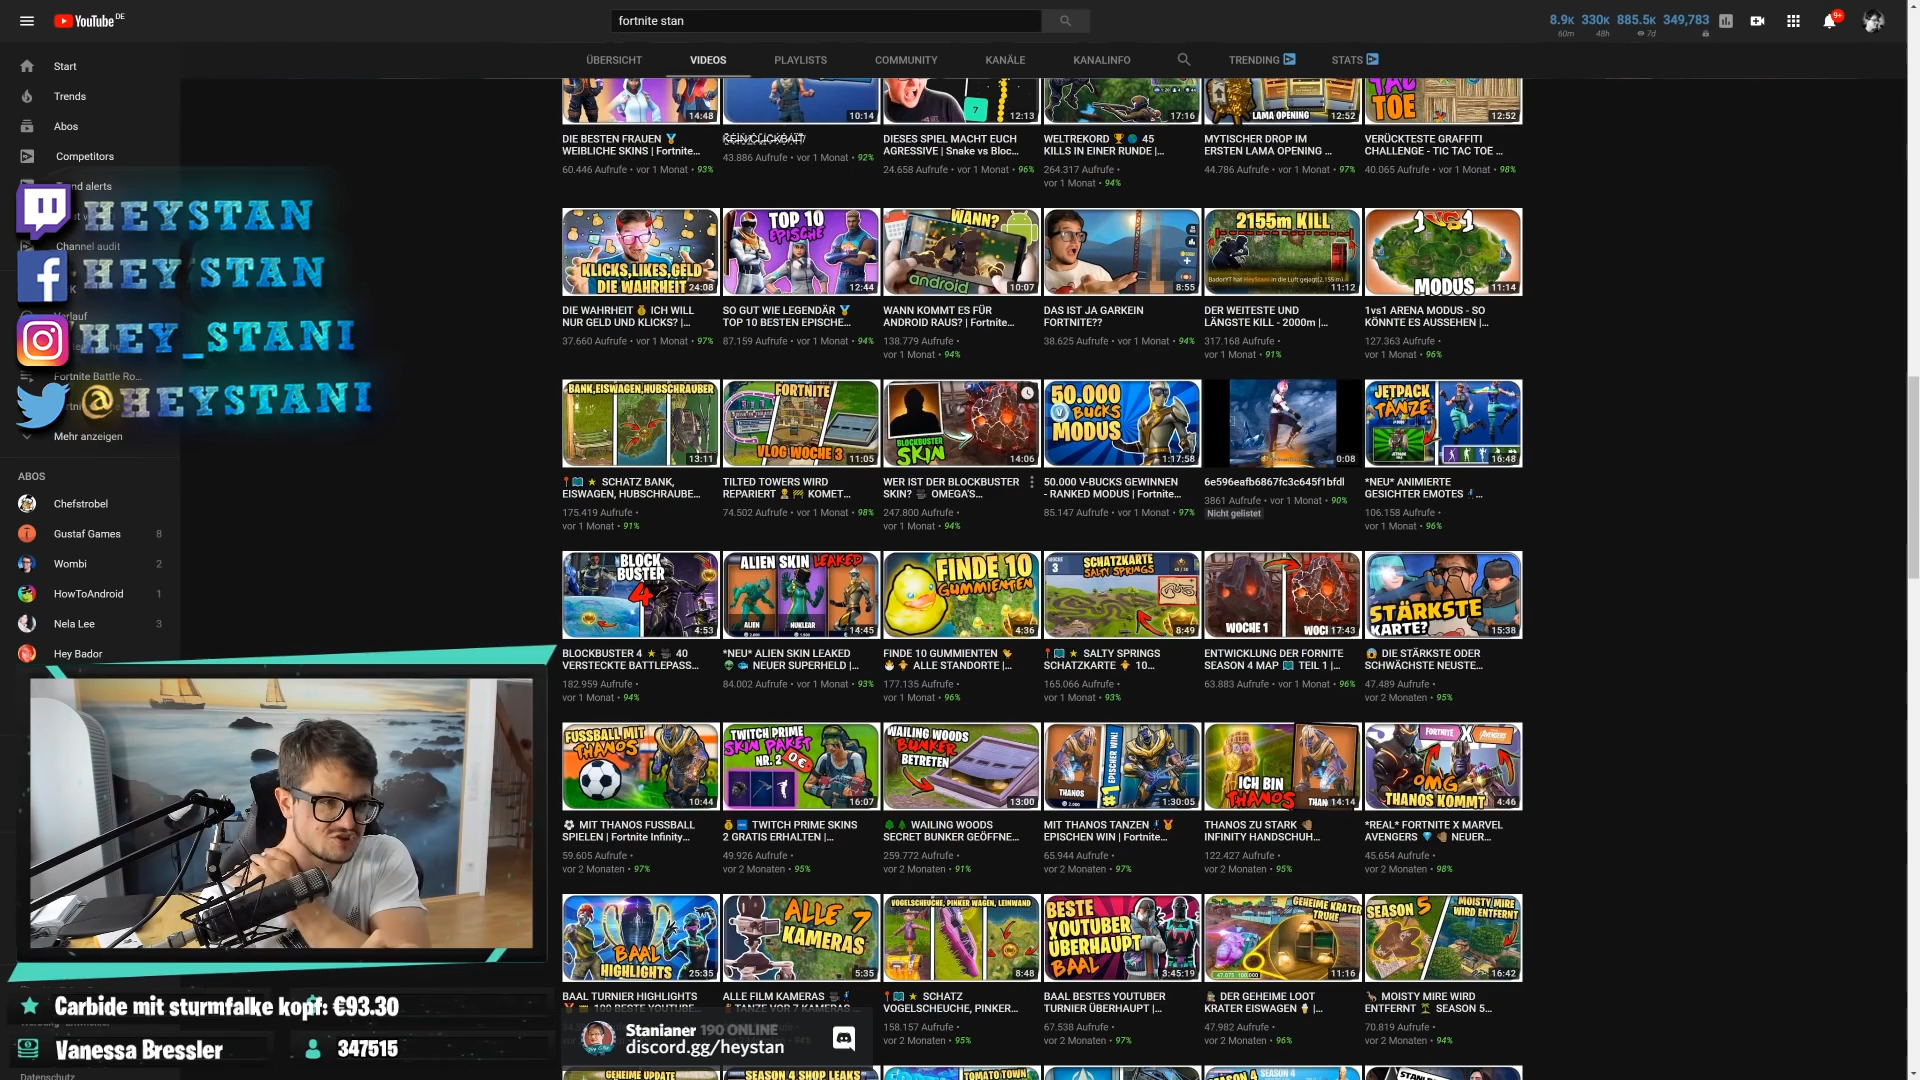 YouTube DE
fortnite stan
8.9K 330K 885.5K 349,783
60m 48h 7d
9+
ÜBERSICHT VIDEOS PLAYLISTS COMMUNITY KANÄLE KANALINFO TRENDING STATS
Start
Trends
Abos
Competitors
Trend alerts
Channel audit
Fortnite Battle Ro...
Mehr anzeigen
ABOS
Chefstrobel
Gustaf Games 8
Wombi 2
HowToAndroid 1
Nela Lee 3
Hey Bador
HEYSTAN
HEY STAN
HEY_STANI
@HEYSTANI
14:48
10:14
7
12:13
17:16
LAMA OPENING
12:52
TAC
TOE
12:52
DIE BESTEN FRAUEN
WEIBLICHE SKINS | Fortnite...
60.446 Aufrufe • vor 1 Monat • 93%
43.886 Aufrufe • vor 1 Monat • 92%
DIESES SPIEL MACHT EUCH
AGRESSIVE | Snake vs Bloc...
24.658 Aufrufe • vor 1 Monat • 96%
WELTREKORD 🏆 🌍 45
KILLS IN EINER RUNDE |...
264.317 Aufrufe •
vor 1 Monat • 94%
MYTISCHER DROP IM
ERSTEN LAMA OPENING ...
44.786 Aufrufe • vor 1 Monat • 97%
VERÜCKTESTE GRAFFITI
CHALLENGE - TIC TAC TOE ...
40.065 Aufrufe • vor 1 Monat • 98%
KLICKS,LIKES,GELD
DIE WAHRHEIT
24:08
TOP 10
EPISCHE
12:44
WANN?
android
10:07
8:55
2155m KILL
11:12
1 VS 1
MODUS
11:14
DIE WAHRHEIT 💰 ICH WILL
NUR GELD UND KLICKS? |...
37.660 Aufrufe • vor 1 Monat • 97%
SO GUT WIE LEGENDÄR 🏅
TOP 10 BESTEN EPISCHE...
87.159 Aufrufe • vor 1 Monat • 94%
WANN KOMMT ES FÜR
ANDROID RAUS? | Fortnite...
138.779 Aufrufe •
vor 1 Monat • 94%
DAS IST JA GARKEIN
FORTNITE??
38.625 Aufrufe • vor 1 Monat • 94%
DER WEITESTE UND
LÄNGSTE KILL - 2000m |...
317.168 Aufrufe •
vor 1 Monat • 91%
1vs1 ARENA MODUS - SO
KÖNNTE ES AUSSEHEN |...
127.363 Aufrufe •
vor 1 Monat • 96%
BANK,EISWAGEN,HUBSCHRAUBER
13:11
FORTNITE
VLOG WOCHE 3
11:05
BLOCKBUSTER
SKIN
14:06
50.000
BUCKS
MODUS
1:17:58
0:08
JETPACK
TÄNZE
16:48
SCHATZ BANK,
EISWAGEN, HUBSCHRAUBE...
175.419 Aufrufe •
vor 1 Monat • 91%
TILTED TOWERS WIRD
REPARIERT KOMET...
74.502 Aufrufe • vor 1 Monat • 98%
WER IST DER BLOCKBUSTER
SKIN? OMEGA'S...
247.800 Aufrufe •
vor 1 Monat • 94%
50.000 V-BUCKS GEWINNEN
- RANKED MODUS | Fortnite...
85.147 Aufrufe • vor 1 Monat • 97%
6e596eafb6867fc3c645f1bfdl
3861 Aufrufe • vor 1 Monat • 90%
Nicht gelistet
*NEU* ANIMIERTE
GESICHTER EMOTES ...
106.158 Aufrufe •
vor 1 Monat • 96%
BLOCK
BUSTER
4
4:53
ALIEN SKIN LEAKED
ALIEN NUKLEAR
14:45
FINDE 10
GUMMIENTEN
4:36
WOCHE
3
SCHATZKARTE
SALTY SPRINGS
8:49
WOCHE 1
17:43
STÄRKSTE
KARTE?
15:38
BLOCKBUSTER 4 ★ 40
VERSTECKTE BATTLEPASS...
182.959 Aufrufe •
vor 1 Monat • 94%
*NEU* ALIEN SKIN LEAKED
NEUER SUPERHELD |...
84.002 Aufrufe • vor 1 Monat • 93%
FINDE 10 GUMMIENTEN
ALLE STANDORTE |...
177.135 Aufrufe •
vor 1 Monat • 96%
SALTY SPRINGS
SCHATZKARTE 10...
165.066 Aufrufe •
vor 1 Monat • 93%
ENTWICKLUNG DER FORNITE
SEASON 4 MAP TEIL 1 |...
63.883 Aufrufe • vor 1 Monat • 96%
DIE STÄRKSTE ODER
SCHWÄCHSTE NEUSTE...
47.489 Aufrufe •
vor 2 Monaten • 95%
FUSSBALL MIT
THANOS
10:44
TWITCH PRIME
SKIN PAKET
NR. 2 0€
16:07
WAILING WOODS
BUNKER
BETRETEN
13:00
THANOS
#1 EPISCHER WIN!
1:30:05
ICH BIN
THANOS
14:14
FORTNITE X AVENGERS
OMG
THANOS KOMMT
4:46
⚽ MIT THANOS FUSSBALL
SPIELEN | Fortnite Infinity...
59.605 Aufrufe •
vor 2 Monaten • 97%
TWITCH PRIME SKINS
2 GRATIS ERHALTEN |...
49.926 Aufrufe •
vor 2 Monaten • 95%
WAILING WOODS
SECRET BUNKER GEÖFFNE...
259.772 Aufrufe •
vor 2 Monaten • 91%
MIT THANOS TANZEN
EPISCHEN WIN | Fortnite...
65.944 Aufrufe •
vor 2 Monaten • 97%
THANOS ZU STARK
INFINITY HANDSCHUH...
122.427 Aufrufe •
vor 2 Monaten • 95%
*REAL* FORTNITE X MARVEL
AVENGERS NEUER...
45.654 Aufrufe •
vor 2 Monaten • 98%
BAAL
HIGHLIGHTS
25:35
ALLE 7
KAMERAS
5:35
VOGELSCHEUCHE, PINKER WAGEN, LEINWAND
8:48
BESTE
YOUTUBER
ÜBERHAUPT
BAAL
3:45:19
GEHEIME KRATER
TRUHE
11:16
SEASON 5
MOISTY MIRE
WIRD ENTFERNT
16:42
BAAL TURNIER HIGHLIGHTS
100 BESTE YOUTUBE...
ALLE FILM KAMERAS
TANZE VOR 7 KAMERAS ...
SCHATZ
VOGELSCHEUCHE, PINKER...
158.157 Aufrufe •
vor 2 Monaten • 95%
BAAL BESTES YOUTUBER
TURNIER ÜBERHAUPT |...
67.538 Aufrufe •
vor 2 Monaten • 97%
DER GEHEIME LOOT
KRATER EISWAGEN |...
47.982 Aufrufe •
vor 2 Monaten • 96%
MOISTY MIRE WIRD
ENTFERNT SEASON 5...
70.819 Aufrufe •
vor 2 Monaten • 94%
GEHEIME UPDATE
SEASON 4 SHOP LEAKS
TOMATO TOWN
SEASON 4
Carbide mit sturmfalke kopf: €93.30
Vanessa Bressler
347515
Stanianer 190 ONLINE
discord.gg/heystan
Datenschutz